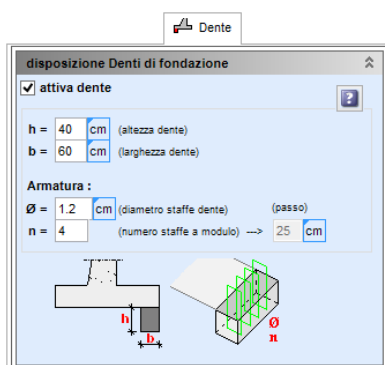 Dente
disposizione Denti di fondazione
attiva dente
?
h = 40 cm (altezza dente)
b = 60 cm (larghezza dente)
Armatura :
Ø = 1.2 cm (diametro staffe dente) (passo)
n = 4 (numero staffe a modulo) ---> 25 cm
h
b
Ø
n